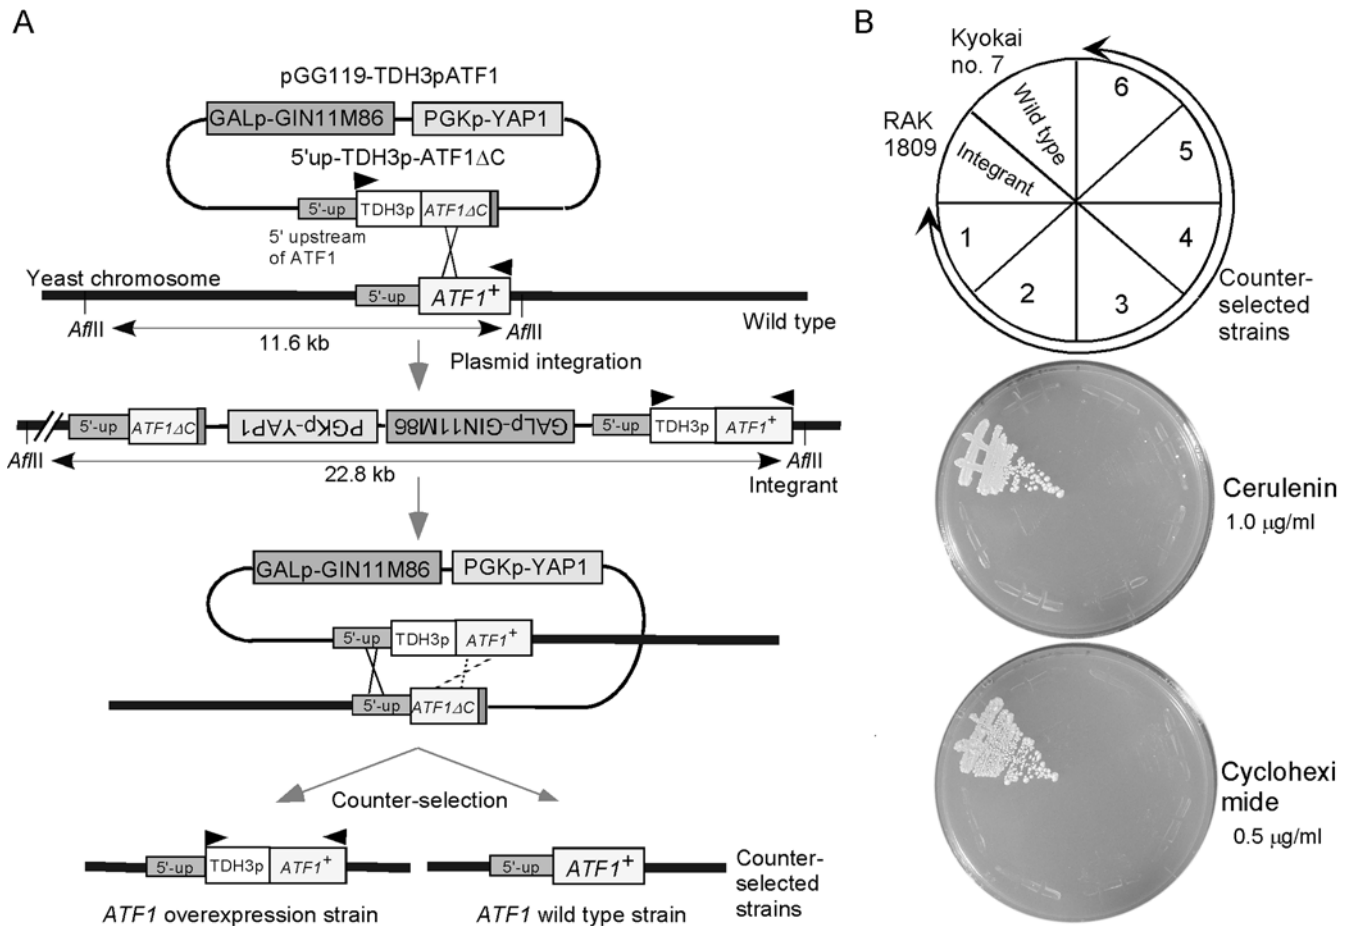 A
pGG119-TDH3pATF1
GALp-GIN11M86 PGKp-YAP1
5'up-TDH3p-ATF1ΔC
5'-up TDH3p ATF1ΔC
5' upstream
of ATF1
Yeast chromosome
5'-up ATF1+
AflII AflII Wild type
11.6 kb
Plasmid integration
5'-up ATF1ΔC PGKp-YAP1 GALp-GIN11M86 5'-up TDH3p ATF1+
AflII AflII
22.8 kb Integrant
GALp-GIN11M86 PGKp-YAP1
5'-up TDH3p ATF1+
5'-up ATF1ΔC
Counter-selection
5'-up TDH3p ATF1+
5'-up ATF1+
Counter-
selected
strains
ATF1 overexpression strain
ATF1 wild type strain
B
Kyokai
no. 7
RAK
1809
Wild type
Integrant
6
5
4
3
2
1
Counter-
selected
strains
Cerulenin
1.0 μg/ml
Cyclohexi
mide
0.5 μg/ml